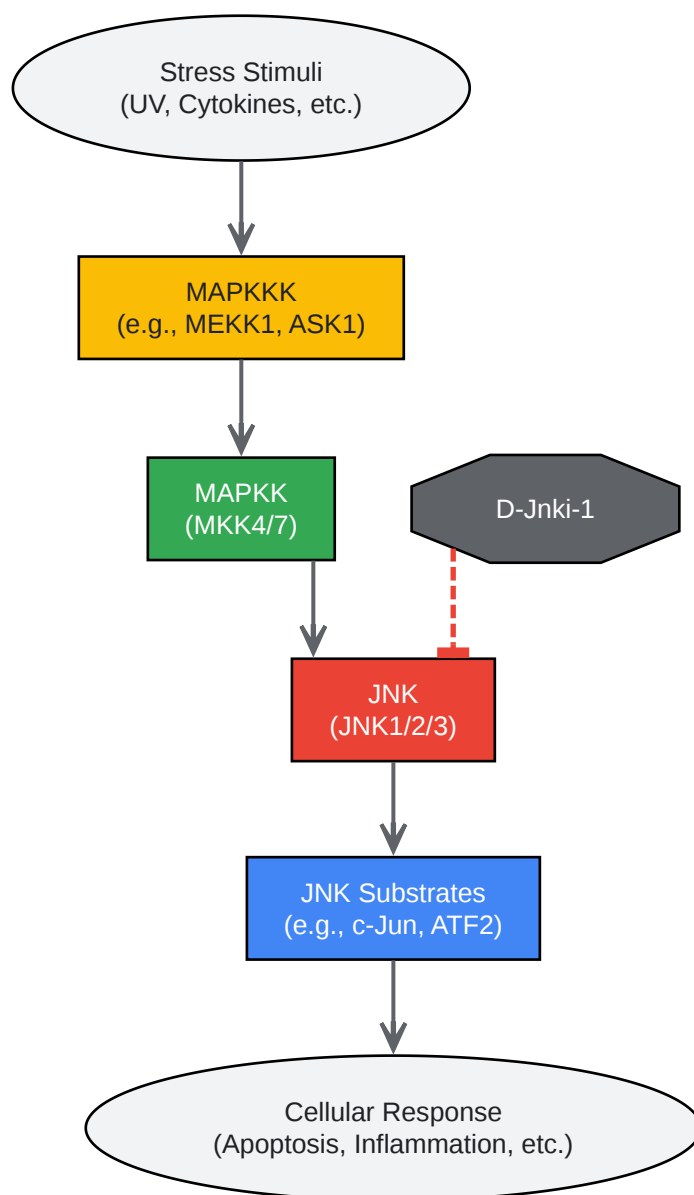 Stress Stimuli
(UV, Cytokines, etc.)
MAPKKK
(e.g., MEKK1, ASK1)
MAPKK
(MKK4/7)
D-Jnki-1
JNK
(JNK1/2/3)
JNK Substrates
(e.g., c-Jun, ATF2)
Cellular Response
(Apoptosis, Inflammation, etc.)